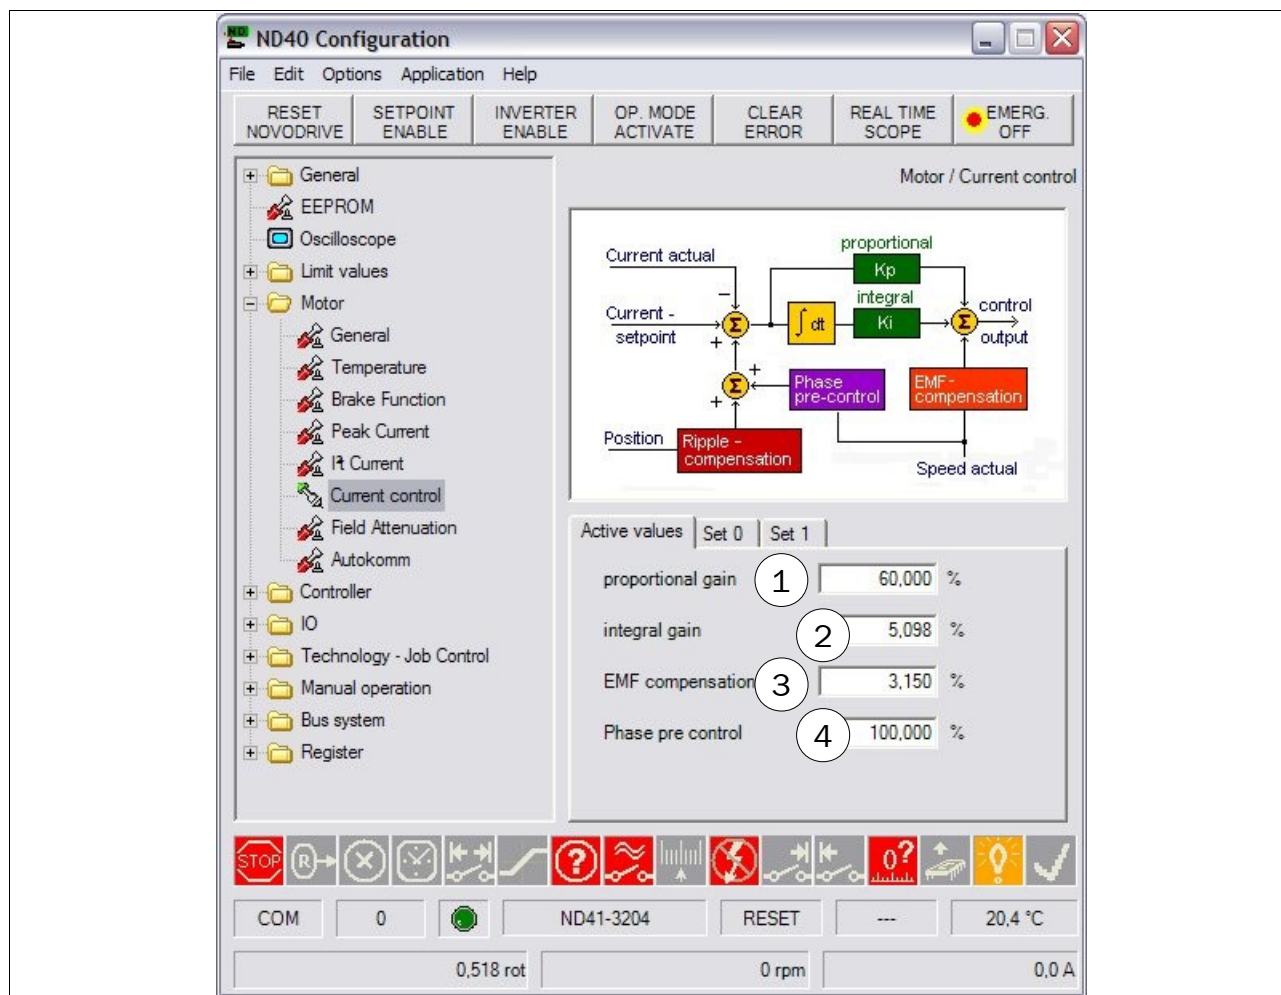 ND40 Configuration
File Edit Options Application Help
RESET NOVODRIVE
SETPOINT ENABLE
INVERTER ENABLE
OP. MODE ACTIVATE
CLEAR ERROR
REAL TIME SCOPE
EMERG. OFF
General
EEPROM
Oscilloscope
Limit values
Motor
General
Temperature
Brake Function
Peak Current
I²t Current
Current control
Field Attenuation
Autokomm
Controller
IO
Technology - Job Control
Manual operation
Bus system
Register
Motor / Current control
Current actual
proportional
Kp
−
integral
Current -
setpoint
Σ
+
∫ dt
Ki
Σ
control
output
Σ
+
+
Phase
pre-control
EMF-
compensation
Position
Ripple -
compensation
Speed actual
Active values Set 0 Set 1
proportional gain 1 60,000 %
integral gain 2 5,098 %
EMF compensation 3 3,150 %
Phase pre control 4 100,000 %
STOP
R
?
0?
COM 0 ND41-3204 RESET --- 20,4 °C
0,518 rot 0 rpm 0,0 A